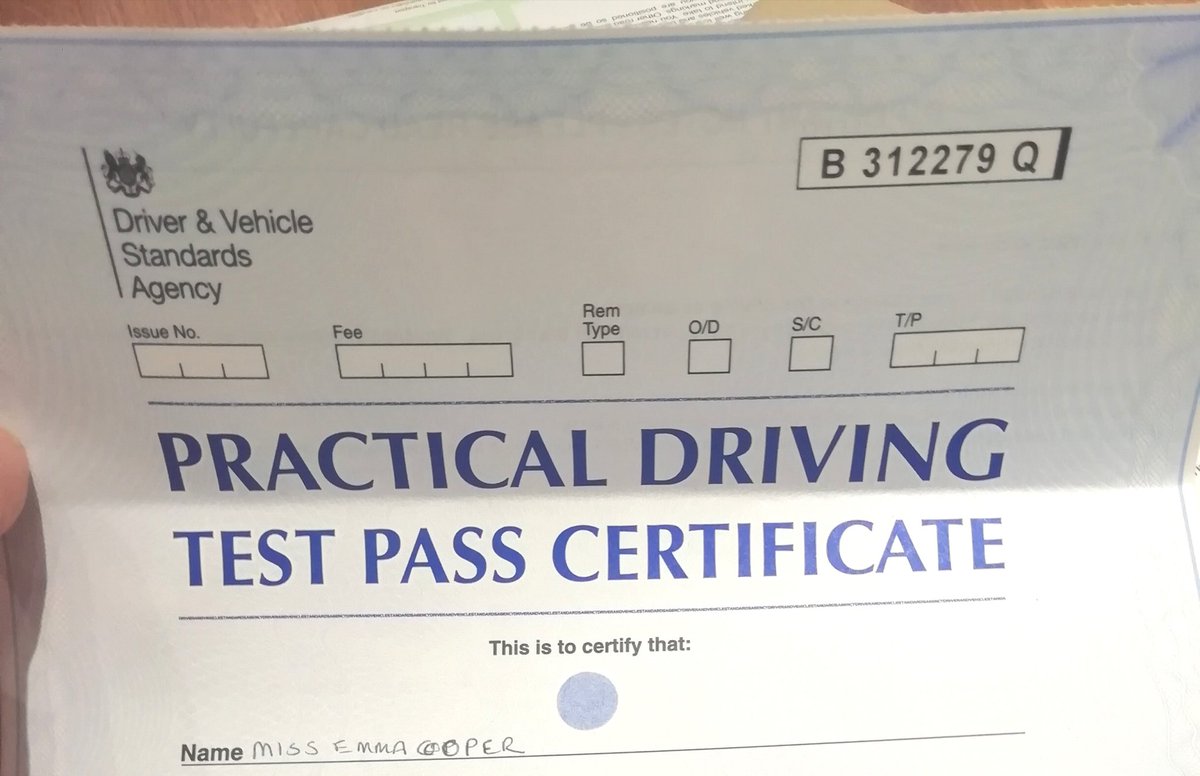 B 312279 Q
Driver & Vehicle
Standards
Agency
Issue No.
Fee
Rem
Type
O/D
S/C
T/P
PRACTICAL DRIVING
TEST PASS CERTIFICATE
This is to certify that:
Name MISS EMMA COOPER